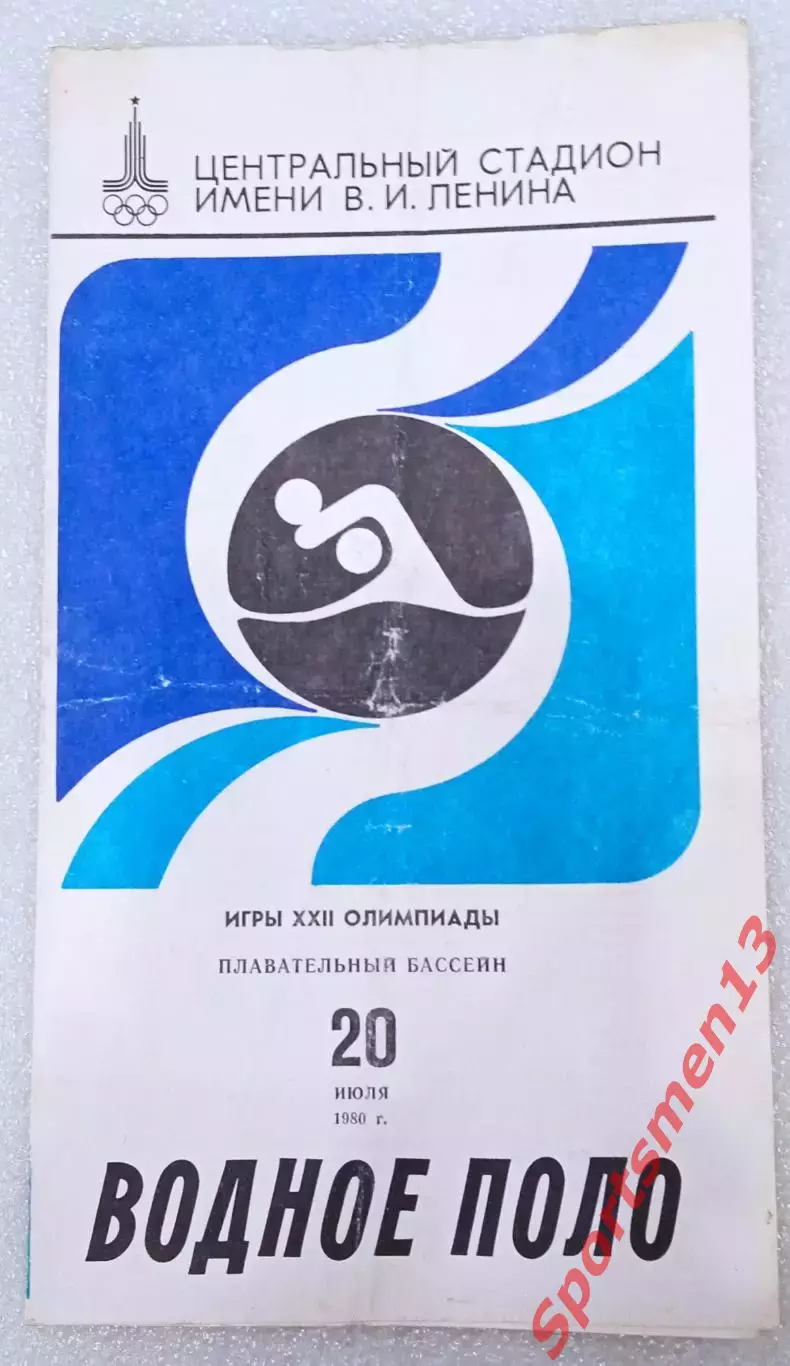 ЦЕНТРАЛЬНЫЙ СТАДИОН
ИМЕНИ В. И. ЛЕНИНА
ИГРЫ XXII ОЛИМПИАДЫ
ПЛАВАТЕЛЬНЫЙ БАССЕЙН
20
ИЮЛЯ
1980 г.
ВОДНОЕ ПОЛО
Sportsmen13